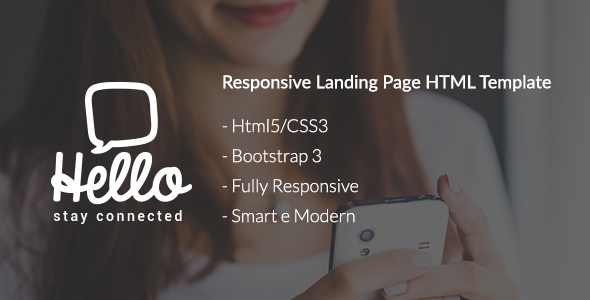 Responsive Landing Page HTML Template
- Html5/CSS3
- Bootstrap 3
- Fully Responsive
- Smart e Modern
Hello
stay connected